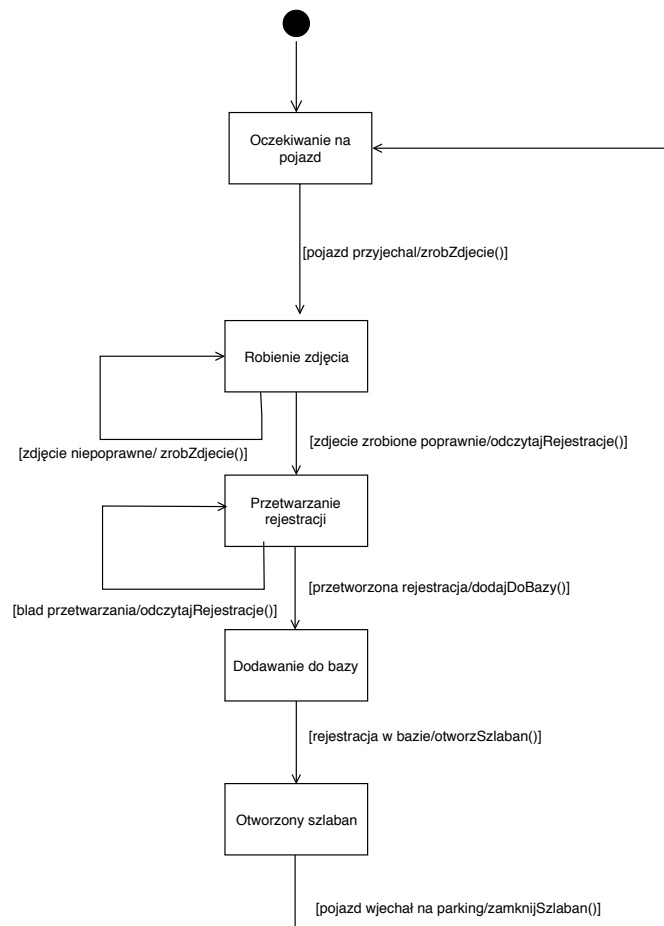 Oczekiwanie na
pojazd
[pojazd przyjechal/zrobZdjecie()]
Robienie zdjęcia
[zdjęcie niepoprawne/ zrobZdjecie()]
[zdjecie zrobione poprawnie/odczytajRejestracje()]
Przetwarzanie
rejestracji
[blad przetwarzania/odczytajRejestracje()]
[przetworzona rejestracja/dodajDoBazy()]
Dodawanie do bazy
[rejestracja w bazie/otworzSzlaban()]
Otworzony szlaban
[pojazd wjechał na parking/zamknijSzlaban()]